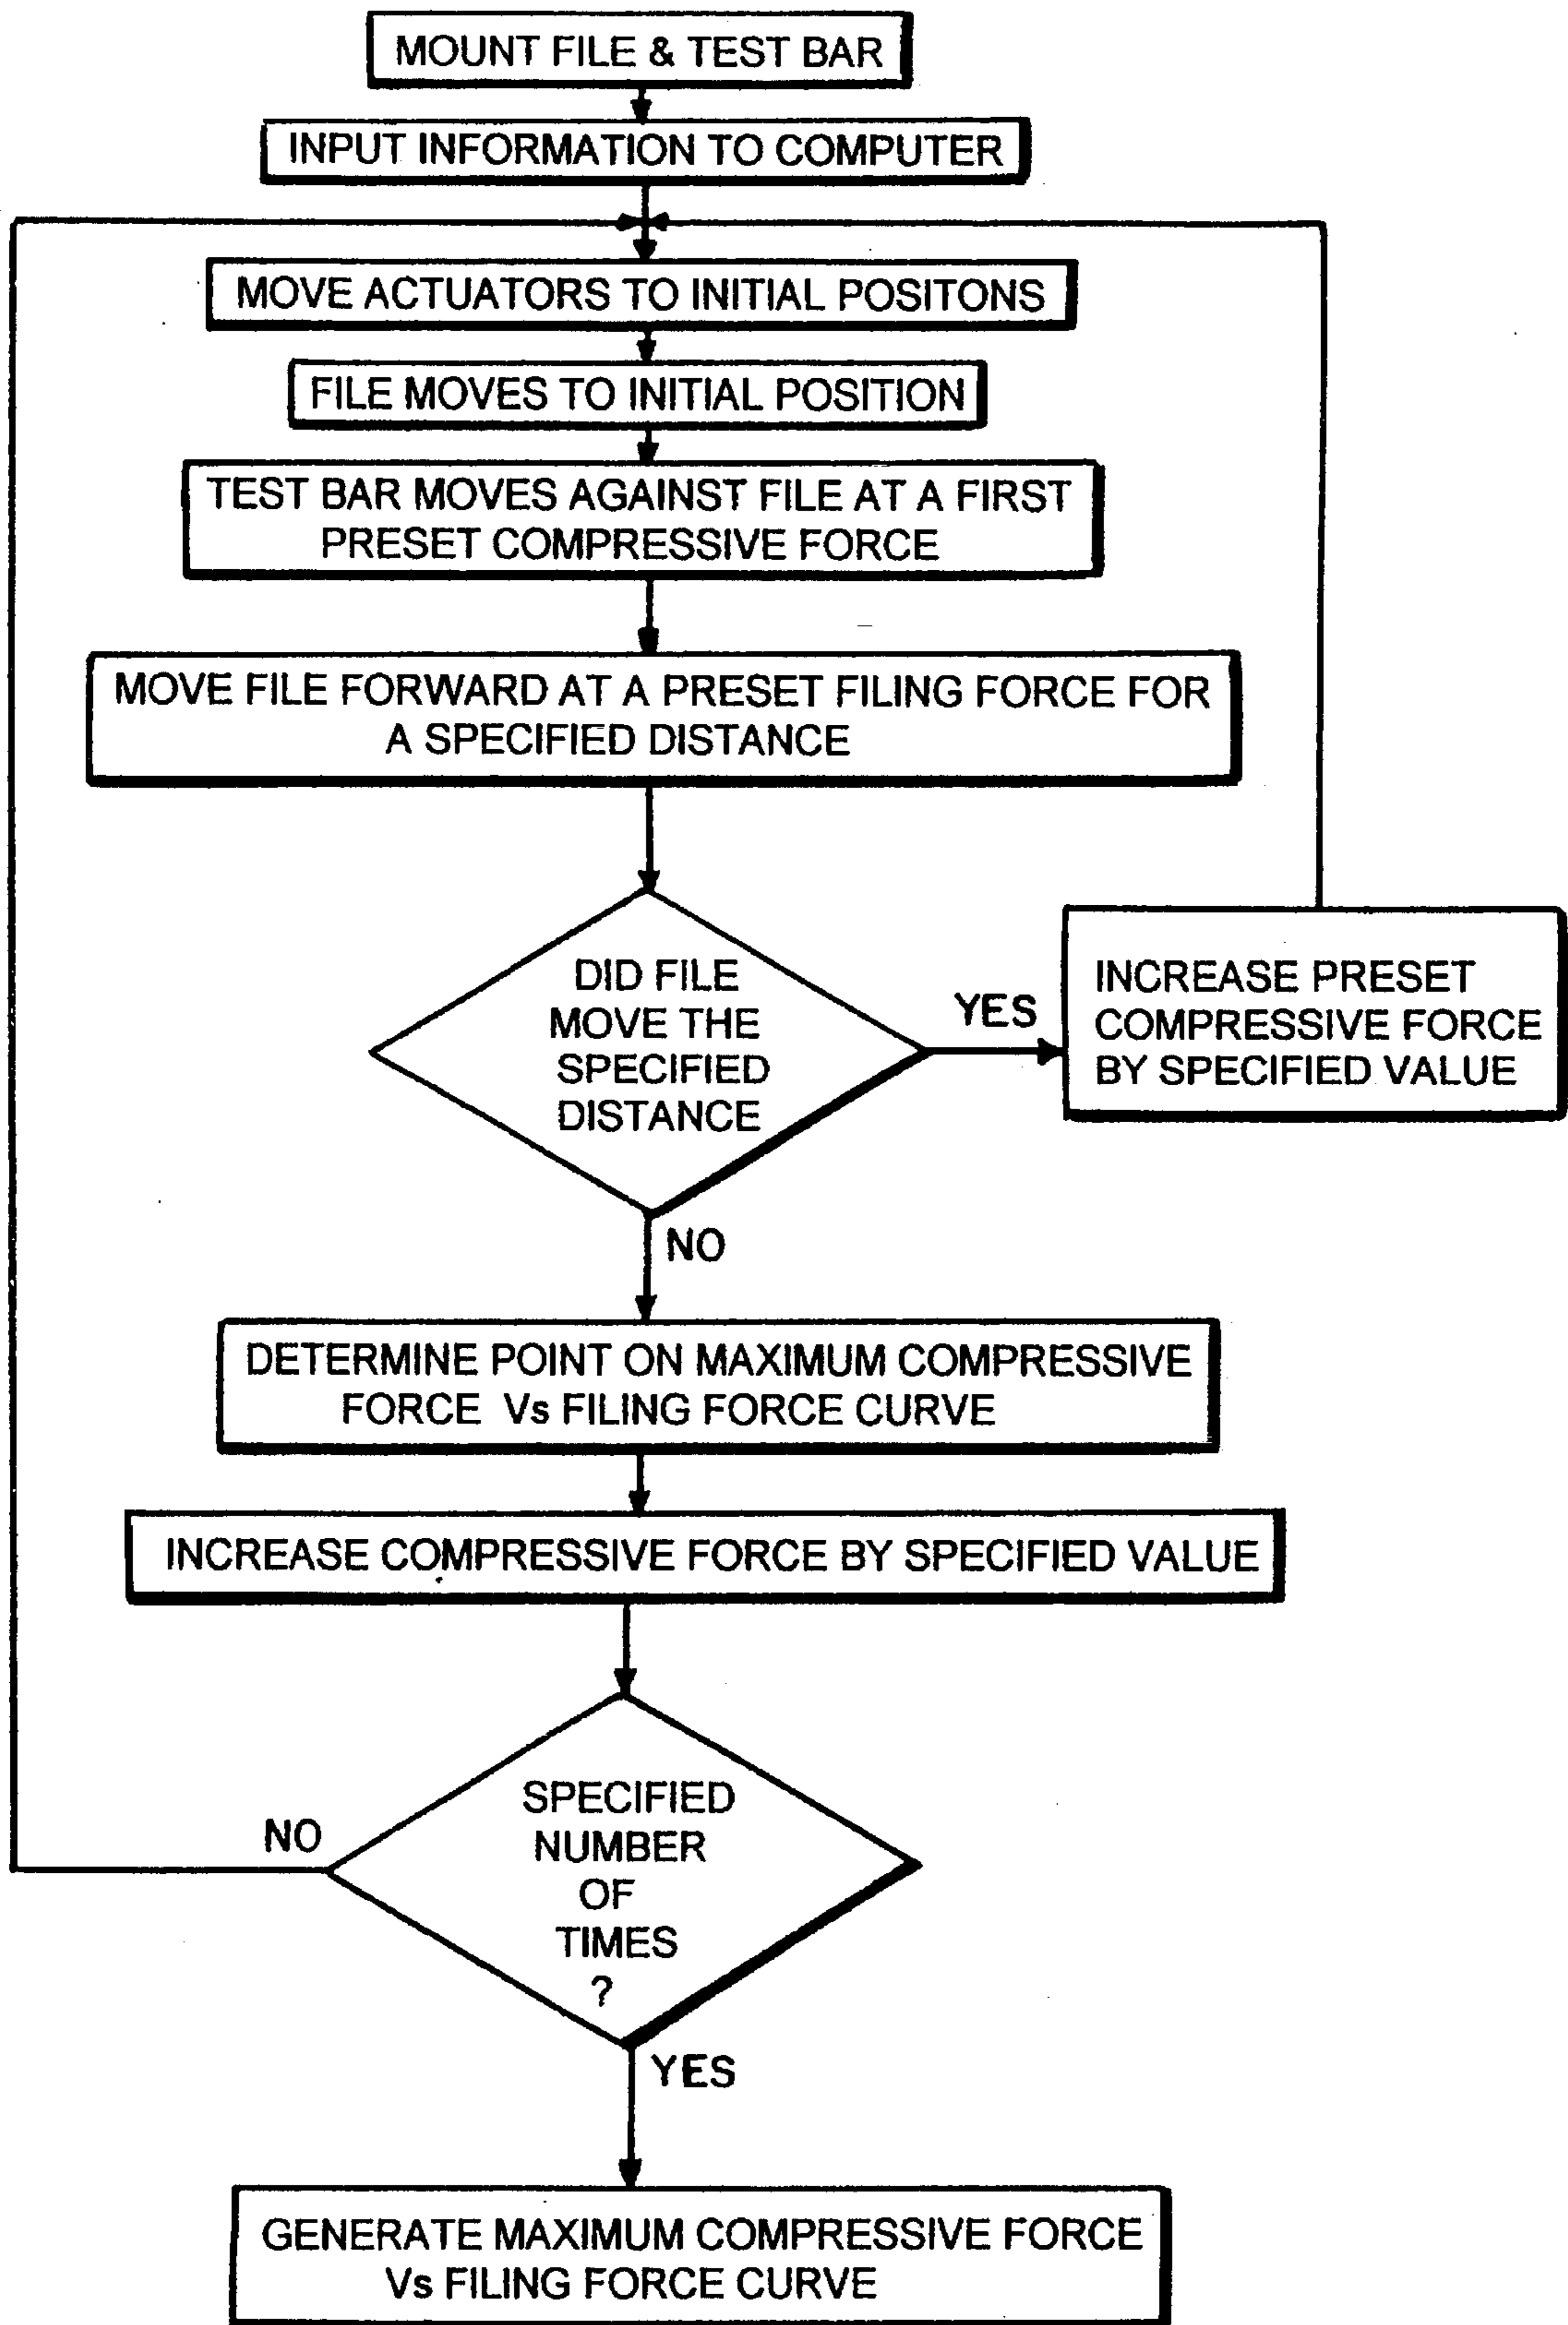 MOUNT FILE & TEST BAR
INPUT INFORMATION TO COMPUTER
MOVE ACTUATORS TO INITIAL POSITONS
FILE MOVES TO INITIAL POSITION
TEST BAR MOVES AGAINST FILE AT A FIRST
PRESET COMPRESSIVE FORCE
MOVE FILE FORWARD AT A PRESET FILING FORCE FOR
A SPECIFIED DISTANCE
DID FILE
MOVE THE
SPECIFIED
DISTANCE
YES
INCREASE PRESET
COMPRESSIVE FORCE
BY SPECIFIED VALUE
NO
DETERMINE POINT ON MAXIMUM COMPRESSIVE
FORCE Vs FILING FORCE CURVE
INCREASE COMPRESSIVE FORCE BY SPECIFIED VALUE
SPECIFIED
NUMBER
OF
TIMES
?
NO
YES
GENERATE MAXIMUM COMPRESSIVE FORCE
Vs FILING FORCE CURVE